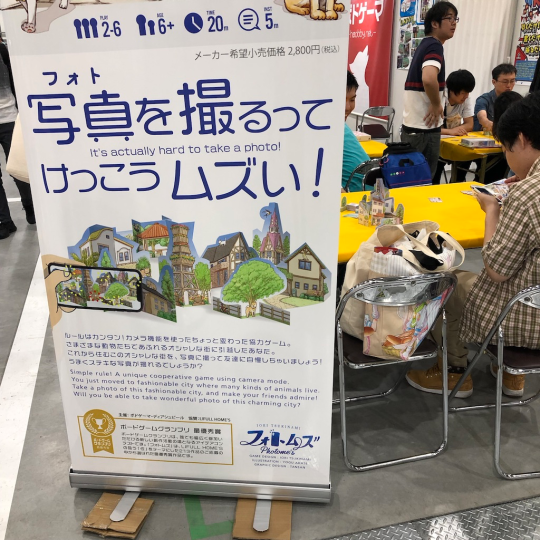 PLAY 2-6
AGE 6+
TIME 20m
INST 5m
メーカー希望小売価格 2,800円(税込)
フォト
写真を撮るって
It's actually hard to take a photo!
けっこうムズい!
ルールはカンタン!カメラ機能を使ったちょっと変わった協力ゲーム。
さまざまな動物たちであふれるオシャレな街に引越したあなた。
これから住むこのオシャレな街を、写真に撮って友達に自慢しちゃいましょう!
うまくステキな写真が撮れるでしょうか?
Simple rule! A unique cooperative game using camera mode.
You just moved to fashionable city where many kinds of animals live.
Take a photo of this fashionable city, and make your friends admire!
Will you be able to take wonderful photo of this charming city?
ボードゲームグランプリ 最優秀賞
フォトムズ
Photome's